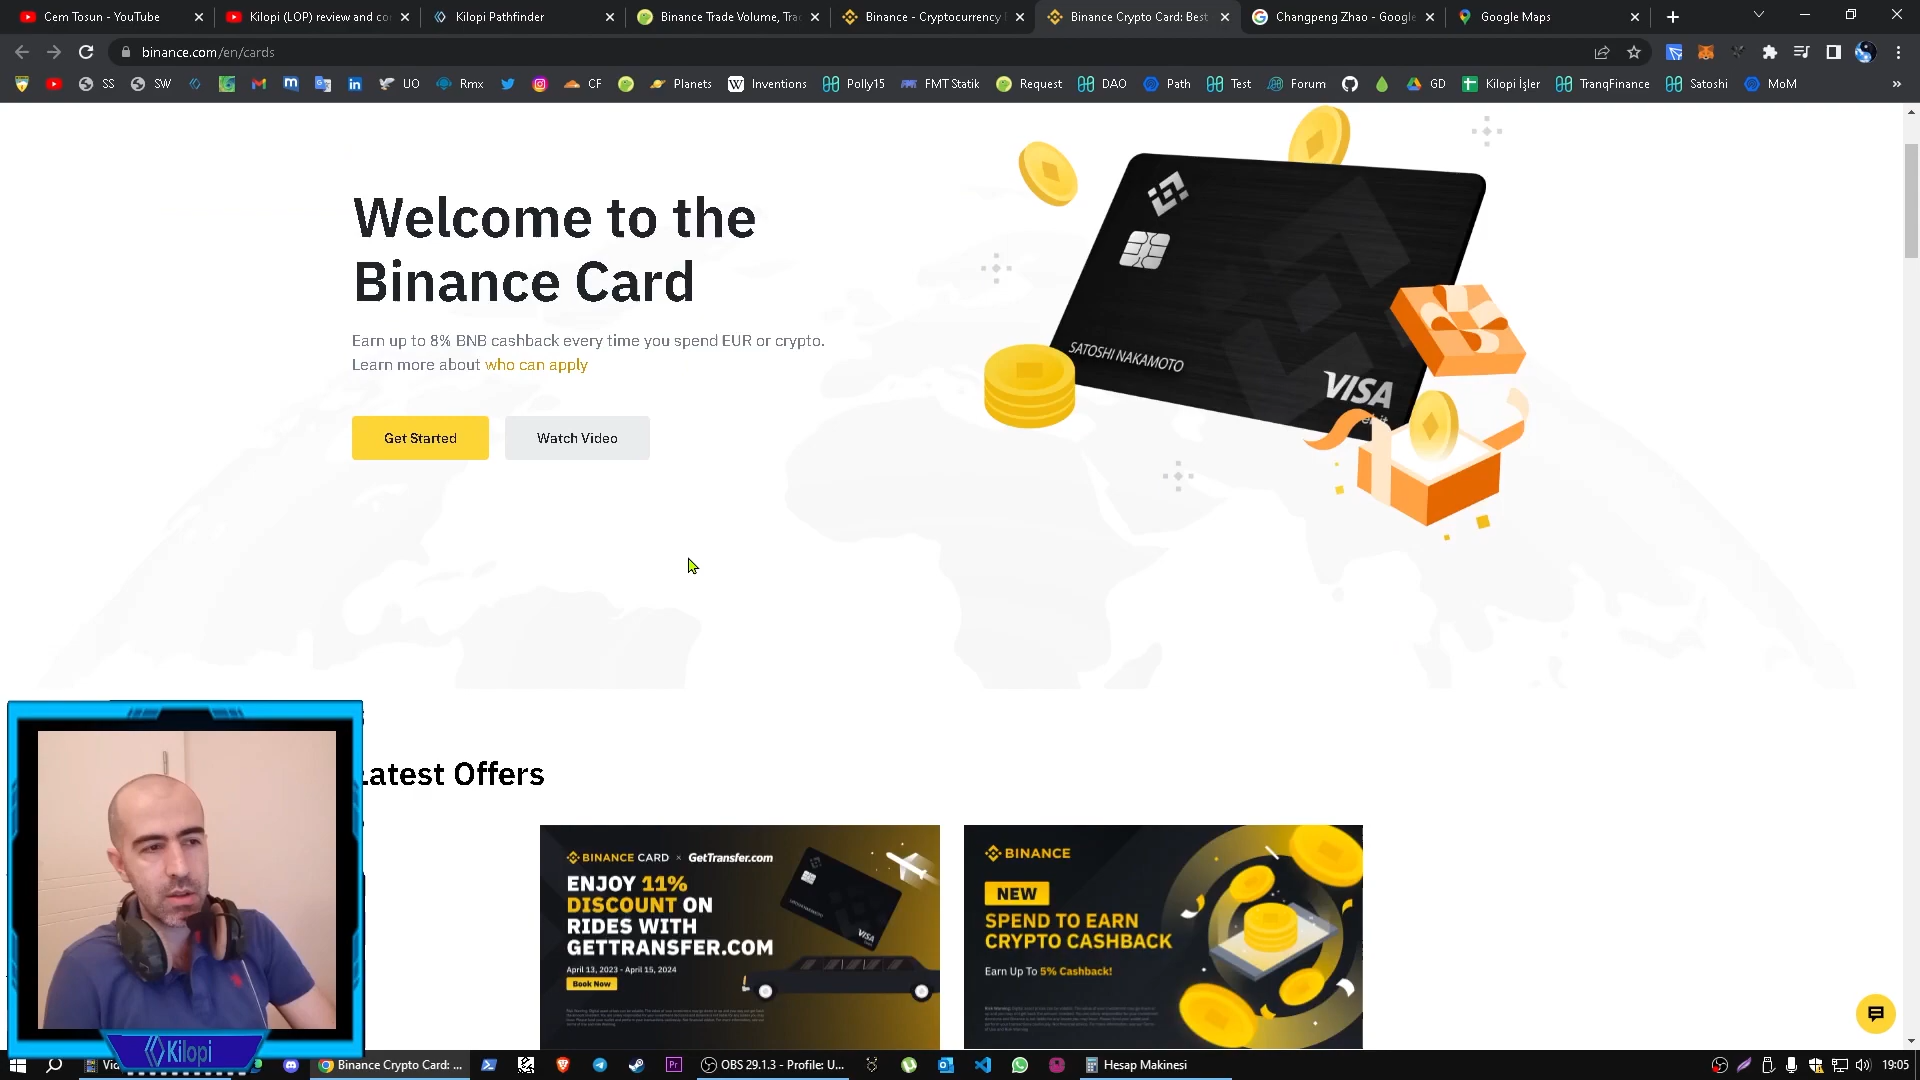 Cem Tosun - YouTube
Kilopi (LOP) review and co
Kilopi Pathfinder
Binance Trade Volume, Tra
Binance - Cryptocurrency
Binance Crypto Card: Best
Changpeng Zhao - Google
Google Maps
binance.com/en/cards
SS
SW
UO
Rmx
CF
Planets
Inventions
Polly15
FMT Statik
Request
DAO
Path
Test
Forum
GD
Kilopi İşler
TranqFinance
Satoshi
MoM
Welcome to the
Binance Card
Earn up to 8% BNB cashback every time you spend EUR or crypto.
Learn more about who can apply
Get Started
Watch Video
SATOSHI NAKAMOTO
VISA
Latest Offers
BINANCE CARD × GetTransfer.com
ENJOY 11%
DISCOUNT ON
RIDES WITH
GETTRANSFER.COM
April 13, 2023 - April 15, 2024
Book Now
VISA
BINANCE
NEW
SPEND TO EARN
CRYPTO CASHBACK
Earn Up To 5% Cashback!
Kilopi
Binance Crypto Card: ...
OBS 29.1.3 - Profile: U...
Hesap Makinesi
19:05